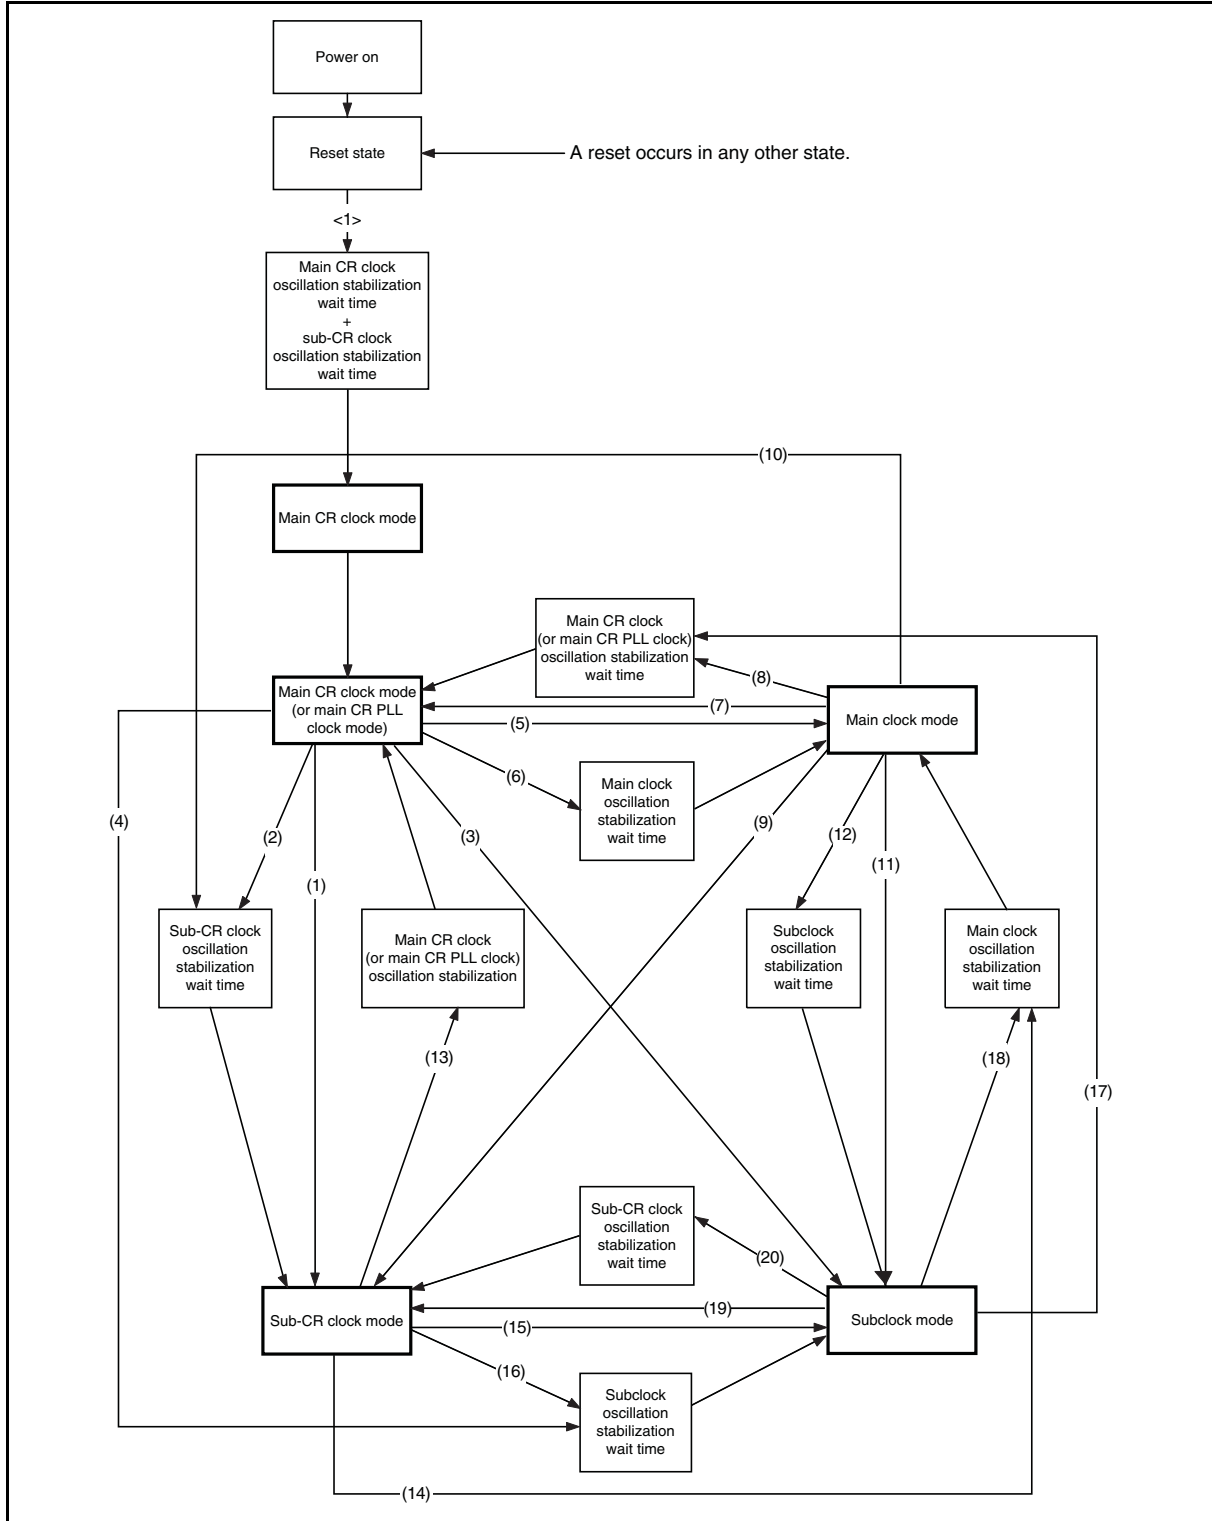 Power on
Reset state
A reset occurs in any other state.
<1>
Main CR clock
oscillation stabilization
wait time
+
sub-CR clock
oscillation stabilization
wait time
(10)
Main CR clock mode
Main CR clock
(or main CR PLL clock)
oscillation stabilization
wait time
(8)
Main CR clock mode
(or main CR PLL
clock mode)
(7)
(5)
Main clock mode
(6)
Main clock
oscillation
stabilization
wait time
(4)
(2)
(3)
(9)
(12)
(1)
(11)
Sub-CR clock
oscillation
stabilization
wait time
Main CR clock
(or main CR PLL clock)
oscillation stabilization
Subclock
oscillation
stabilization
wait time
Main clock
oscillation
stabilization
wait time
(13)
(18)
(17)
Sub-CR clock
oscillation
stabilization
wait time
(20)
Sub-CR clock mode
(19)
(15)
Subclock mode
(16)
Subclock
oscillation
stabilization
wait time
(14)